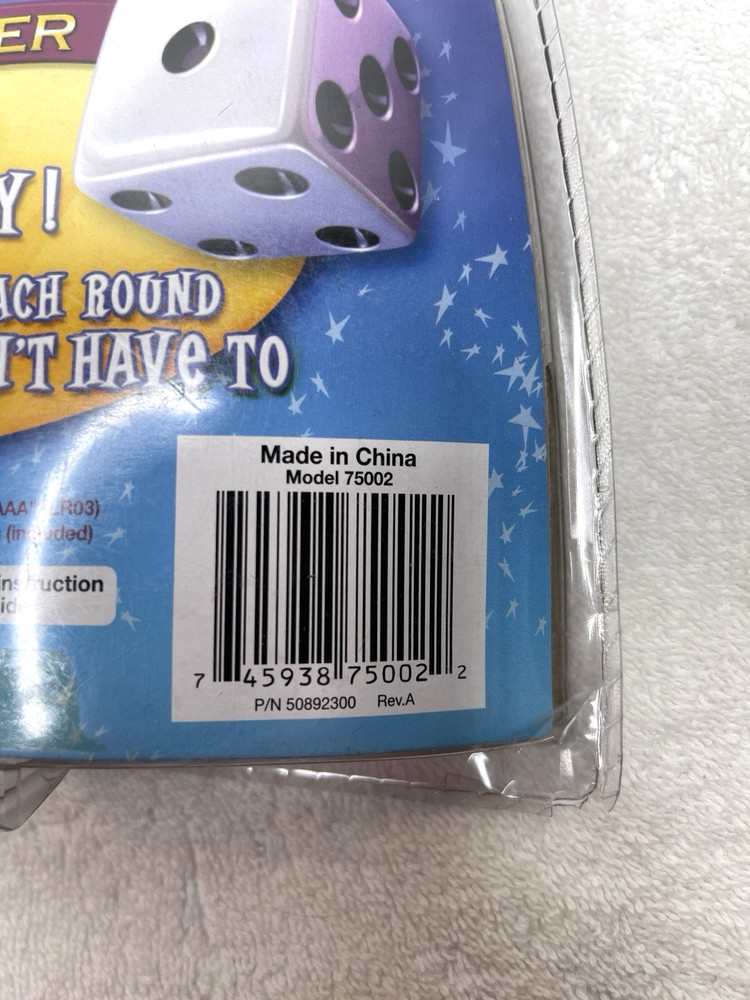 ER
Y!
ACH ROUND
N'T HAVE TO
AAA" (LR03)
(included)
instruction
Made in China
Model 75002
7 45938 75002 2
P/N 50892300 Rev.A